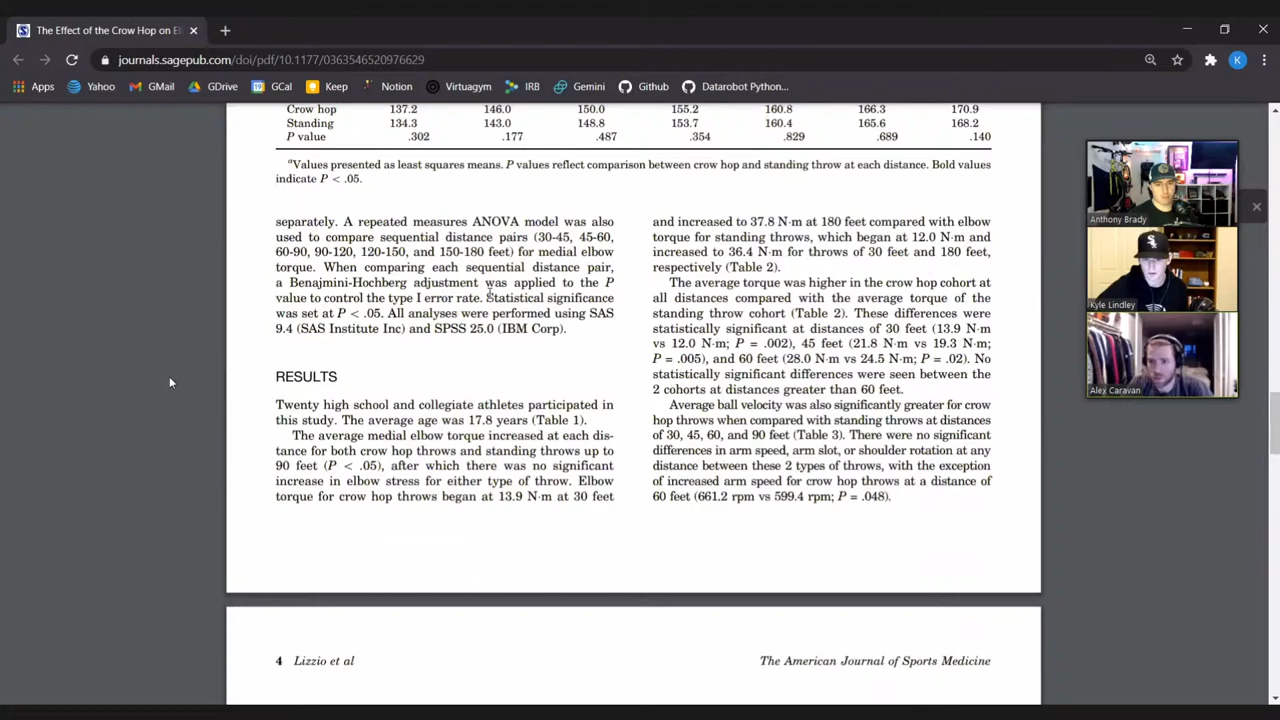 The Effect of the Crow Hop on El
journals.sagepub.com/doi/pdf/10.1177/0363546520976629
Apps Yahoo GMail GDrive GCal Keep Notion Virtuagym IRB Gemini Github Datarobot Python...
Crow hop 137.2 146.0 150.0 155.2 160.8 166.3 170.9
Standing 134.3 143.0 148.8 153.7 160.4 165.6 168.2
P value .302 .177 .487 .354 .829 .689 .140
aValues presented as least squares means. P values reflect comparison between crow hop and standing throw at each distance. Bold values
indicate P < .05.
separately. A repeated measures ANOVA model was also
used to compare sequential distance pairs (30-45, 45-60,
60-90, 90-120, 120-150, and 150-180 feet) for medial elbow
torque. When comparing each sequential distance pair,
a Benajmini-Hochberg adjustment was applied to the P
value to control the type I error rate. Statistical significance
was set at P < .05. All analyses were performed using SAS
9.4 (SAS Institute Inc) and SPSS 25.0 (IBM Corp).
RESULTS
Twenty high school and collegiate athletes participated in
this study. The average age was 17.8 years (Table 1).
The average medial elbow torque increased at each dis-
tance for both crow hop throws and standing throws up to
90 feet (P < .05), after which there was no significant
increase in elbow stress for either type of throw. Elbow
torque for crow hop throws began at 13.9 N·m at 30 feet
and increased to 37.8 N·m at 180 feet compared with elbow
torque for standing throws, which began at 12.0 N·m and
increased to 36.4 N·m for throws of 30 feet and 180 feet,
respectively (Table 2).
The average torque was higher in the crow hop cohort at
all distances compared with the average torque of the
standing throw cohort (Table 2). These differences were
statistically significant at distances of 30 feet (13.9 N·m
vs 12.0 N·m; P = .002), 45 feet (21.8 N·m vs 19.3 N·m;
P = .005), and 60 feet (28.0 N·m vs 24.5 N·m; P = .02). No
statistically significant differences were seen between the
2 cohorts at distances greater than 60 feet.
Average ball velocity was also significantly greater for crow
hop throws when compared with standing throws at distances
of 30, 45, 60, and 90 feet (Table 3). There were no significant
differences in arm speed, arm slot, or shoulder rotation at any
distance between these 2 types of throws, with the exception
of increased arm speed for crow hop throws at a distance of
60 feet (661.2 rpm vs 599.4 rpm; P = .048).
4 Lizzio et al
The American Journal of Sports Medicine
Anthony Brady
Kyle Lindley
Alex Caravan
K